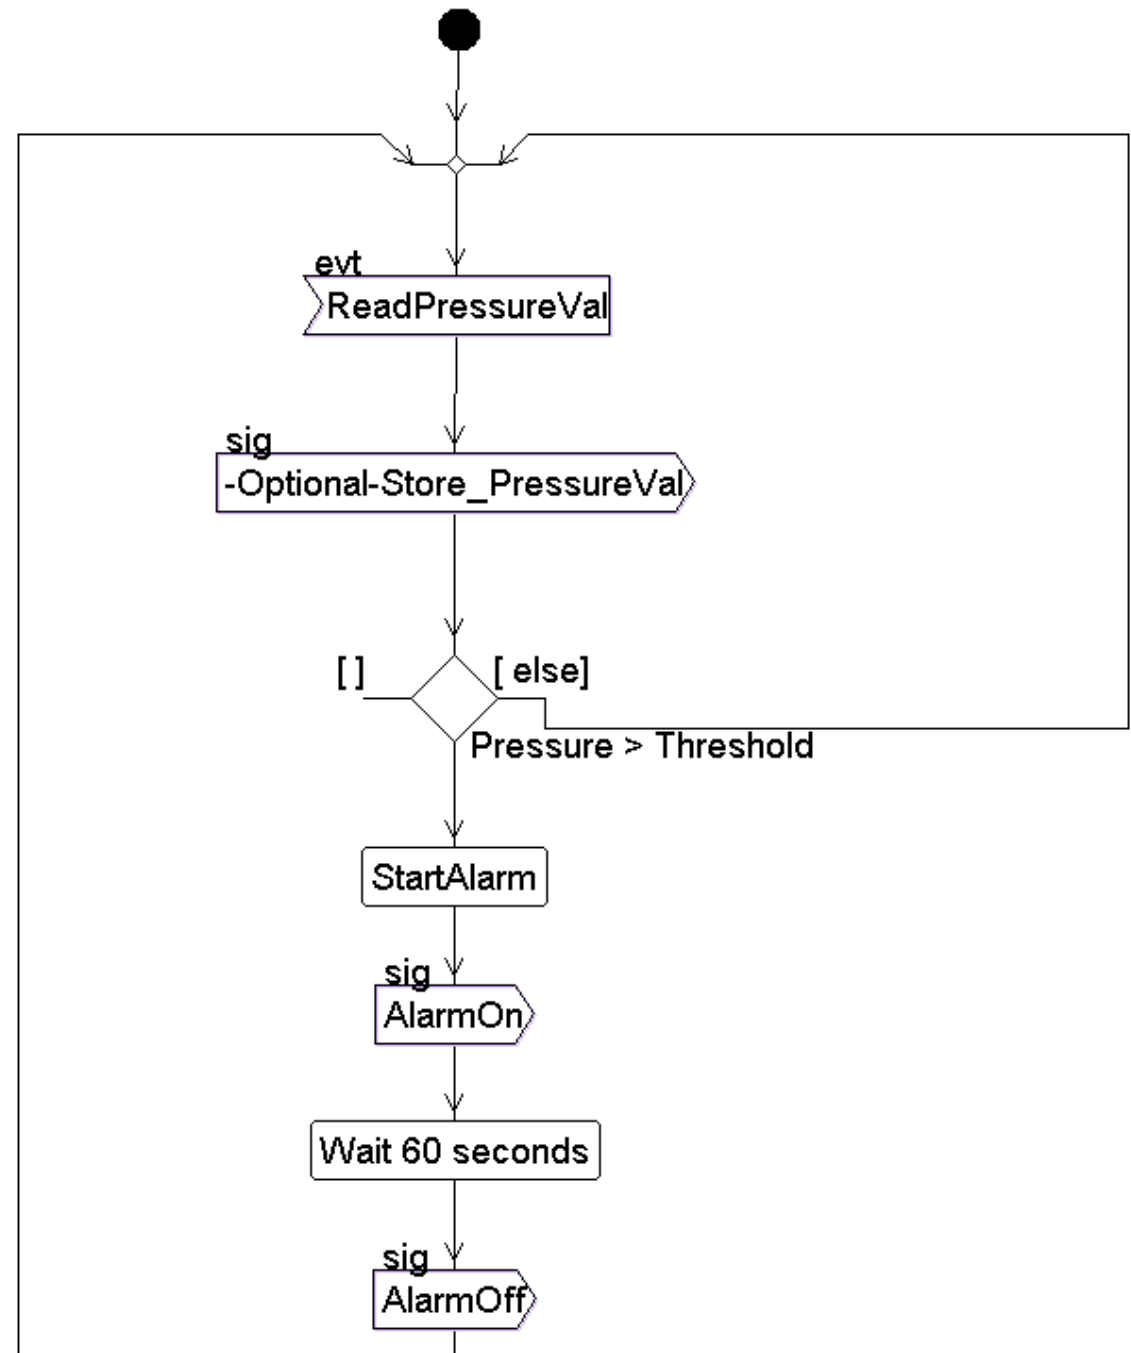 evt
ReadPressureVal
sig
-Optional-Store_PressureVal
[ ]
[ else]
Pressure > Threshold
StartAlarm
sig
AlarmOn
Wait 60 seconds
sig
AlarmOff